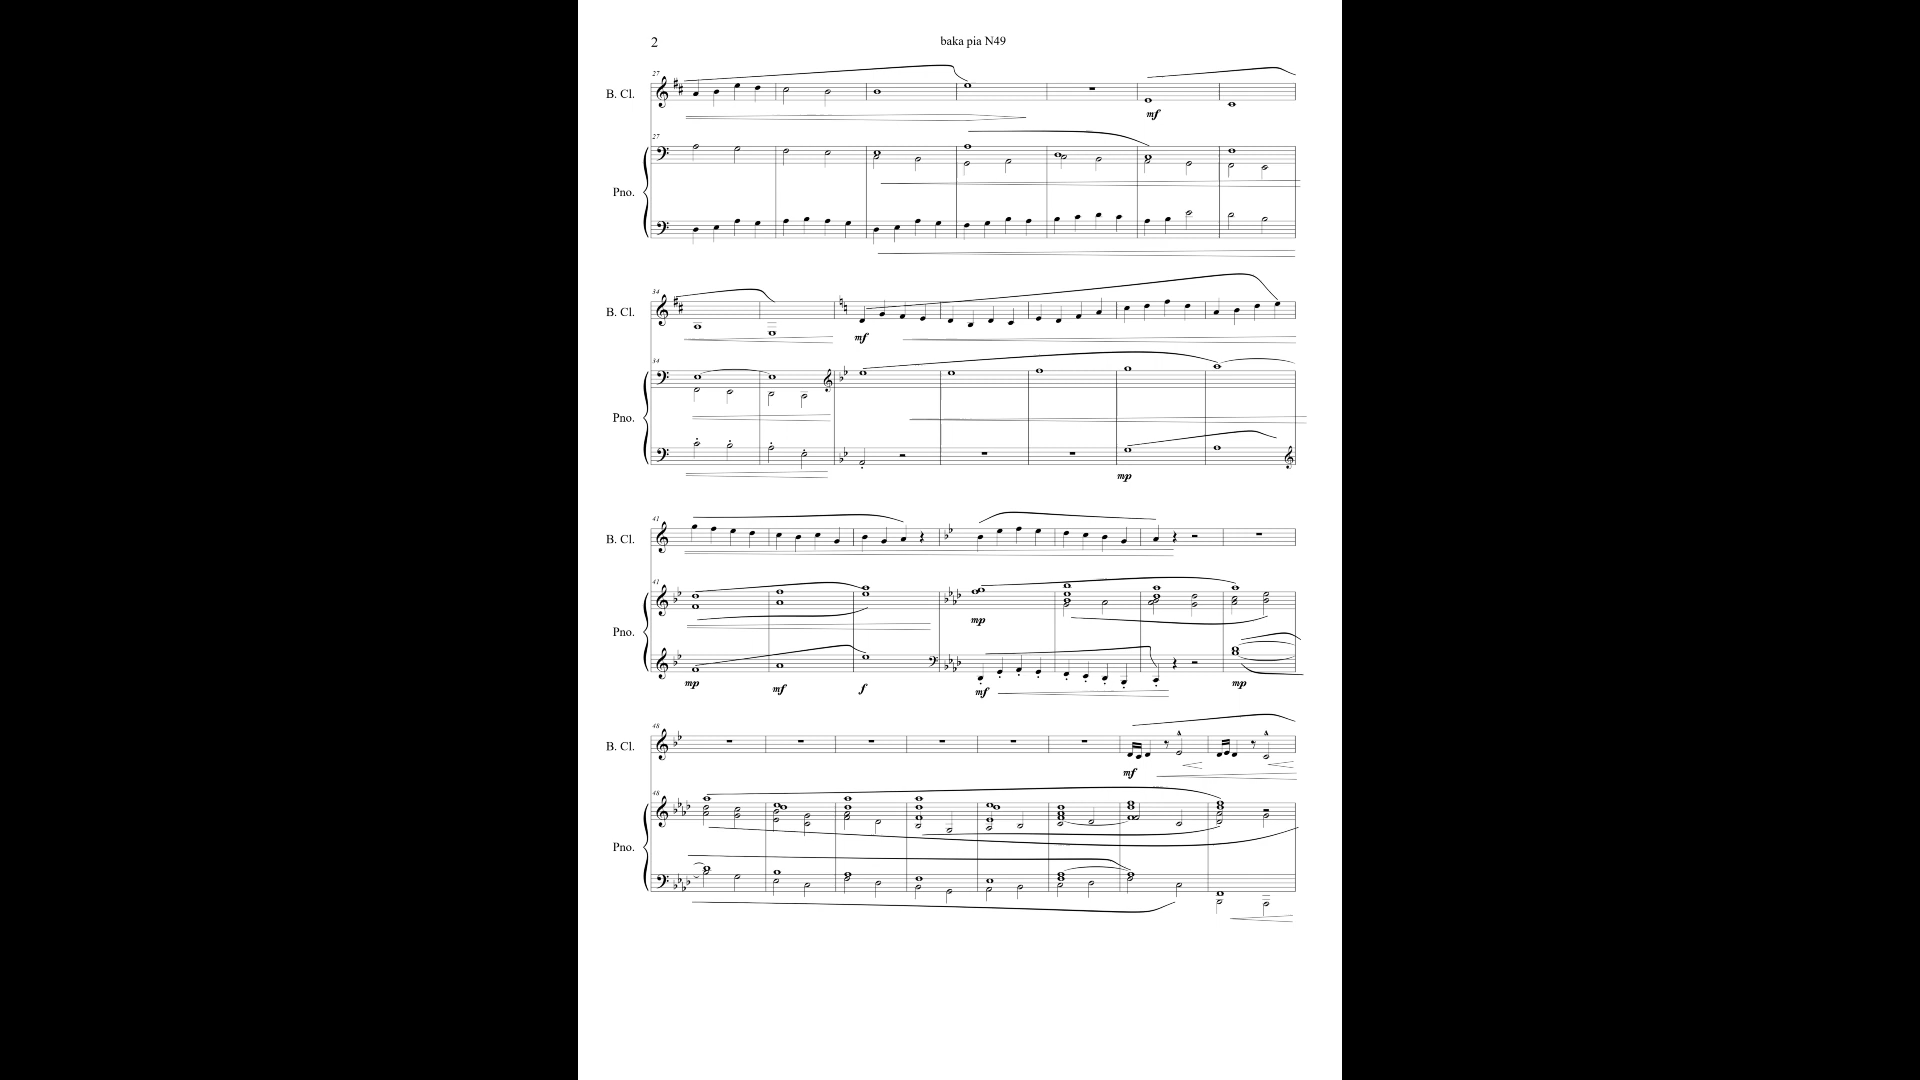 2
baka pia N49
27
B. Cl.
mf
27
Pno.
34
B. Cl.
mf
34
Pno.
mp
41
B. Cl.
41
mp
Pno.
mp mf f mf mp
48
B. Cl.
mf
48
Pno.